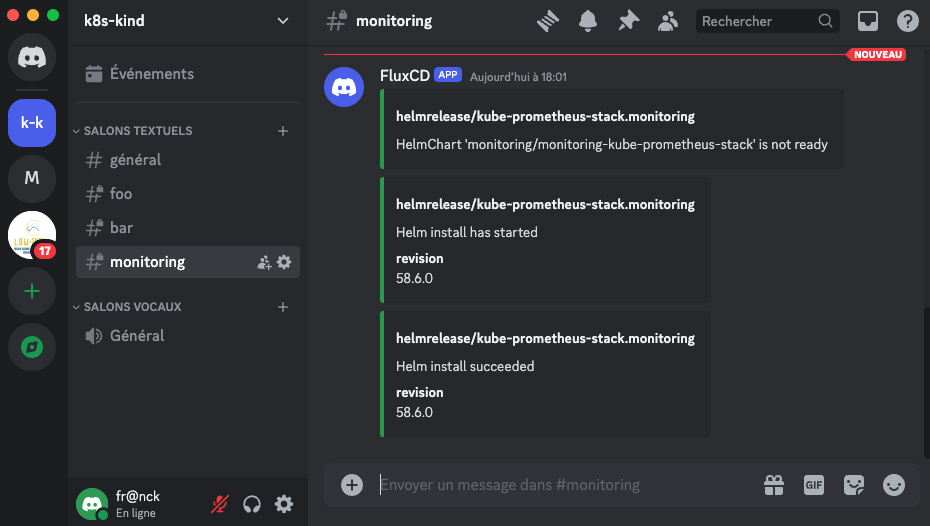 k8s-kind
Événements
SALONS TEXTUELS
général
foo
bar
monitoring
SALONS VOCAUX
Général
k-k
M
17
fr@nck
En ligne
monitoring
Rechercher
NOUVEAU
FluxCD APP Aujourd'hui à 18:01
helmrelease/kube-prometheus-stack.monitoring
HelmChart 'monitoring/monitoring-kube-prometheus-stack' is not ready
helmrelease/kube-prometheus-stack.monitoring
Helm install has started
revision
58.6.0
helmrelease/kube-prometheus-stack.monitoring
Helm install succeeded
revision
58.6.0
Envoyer un message dans #monitoring
GIF